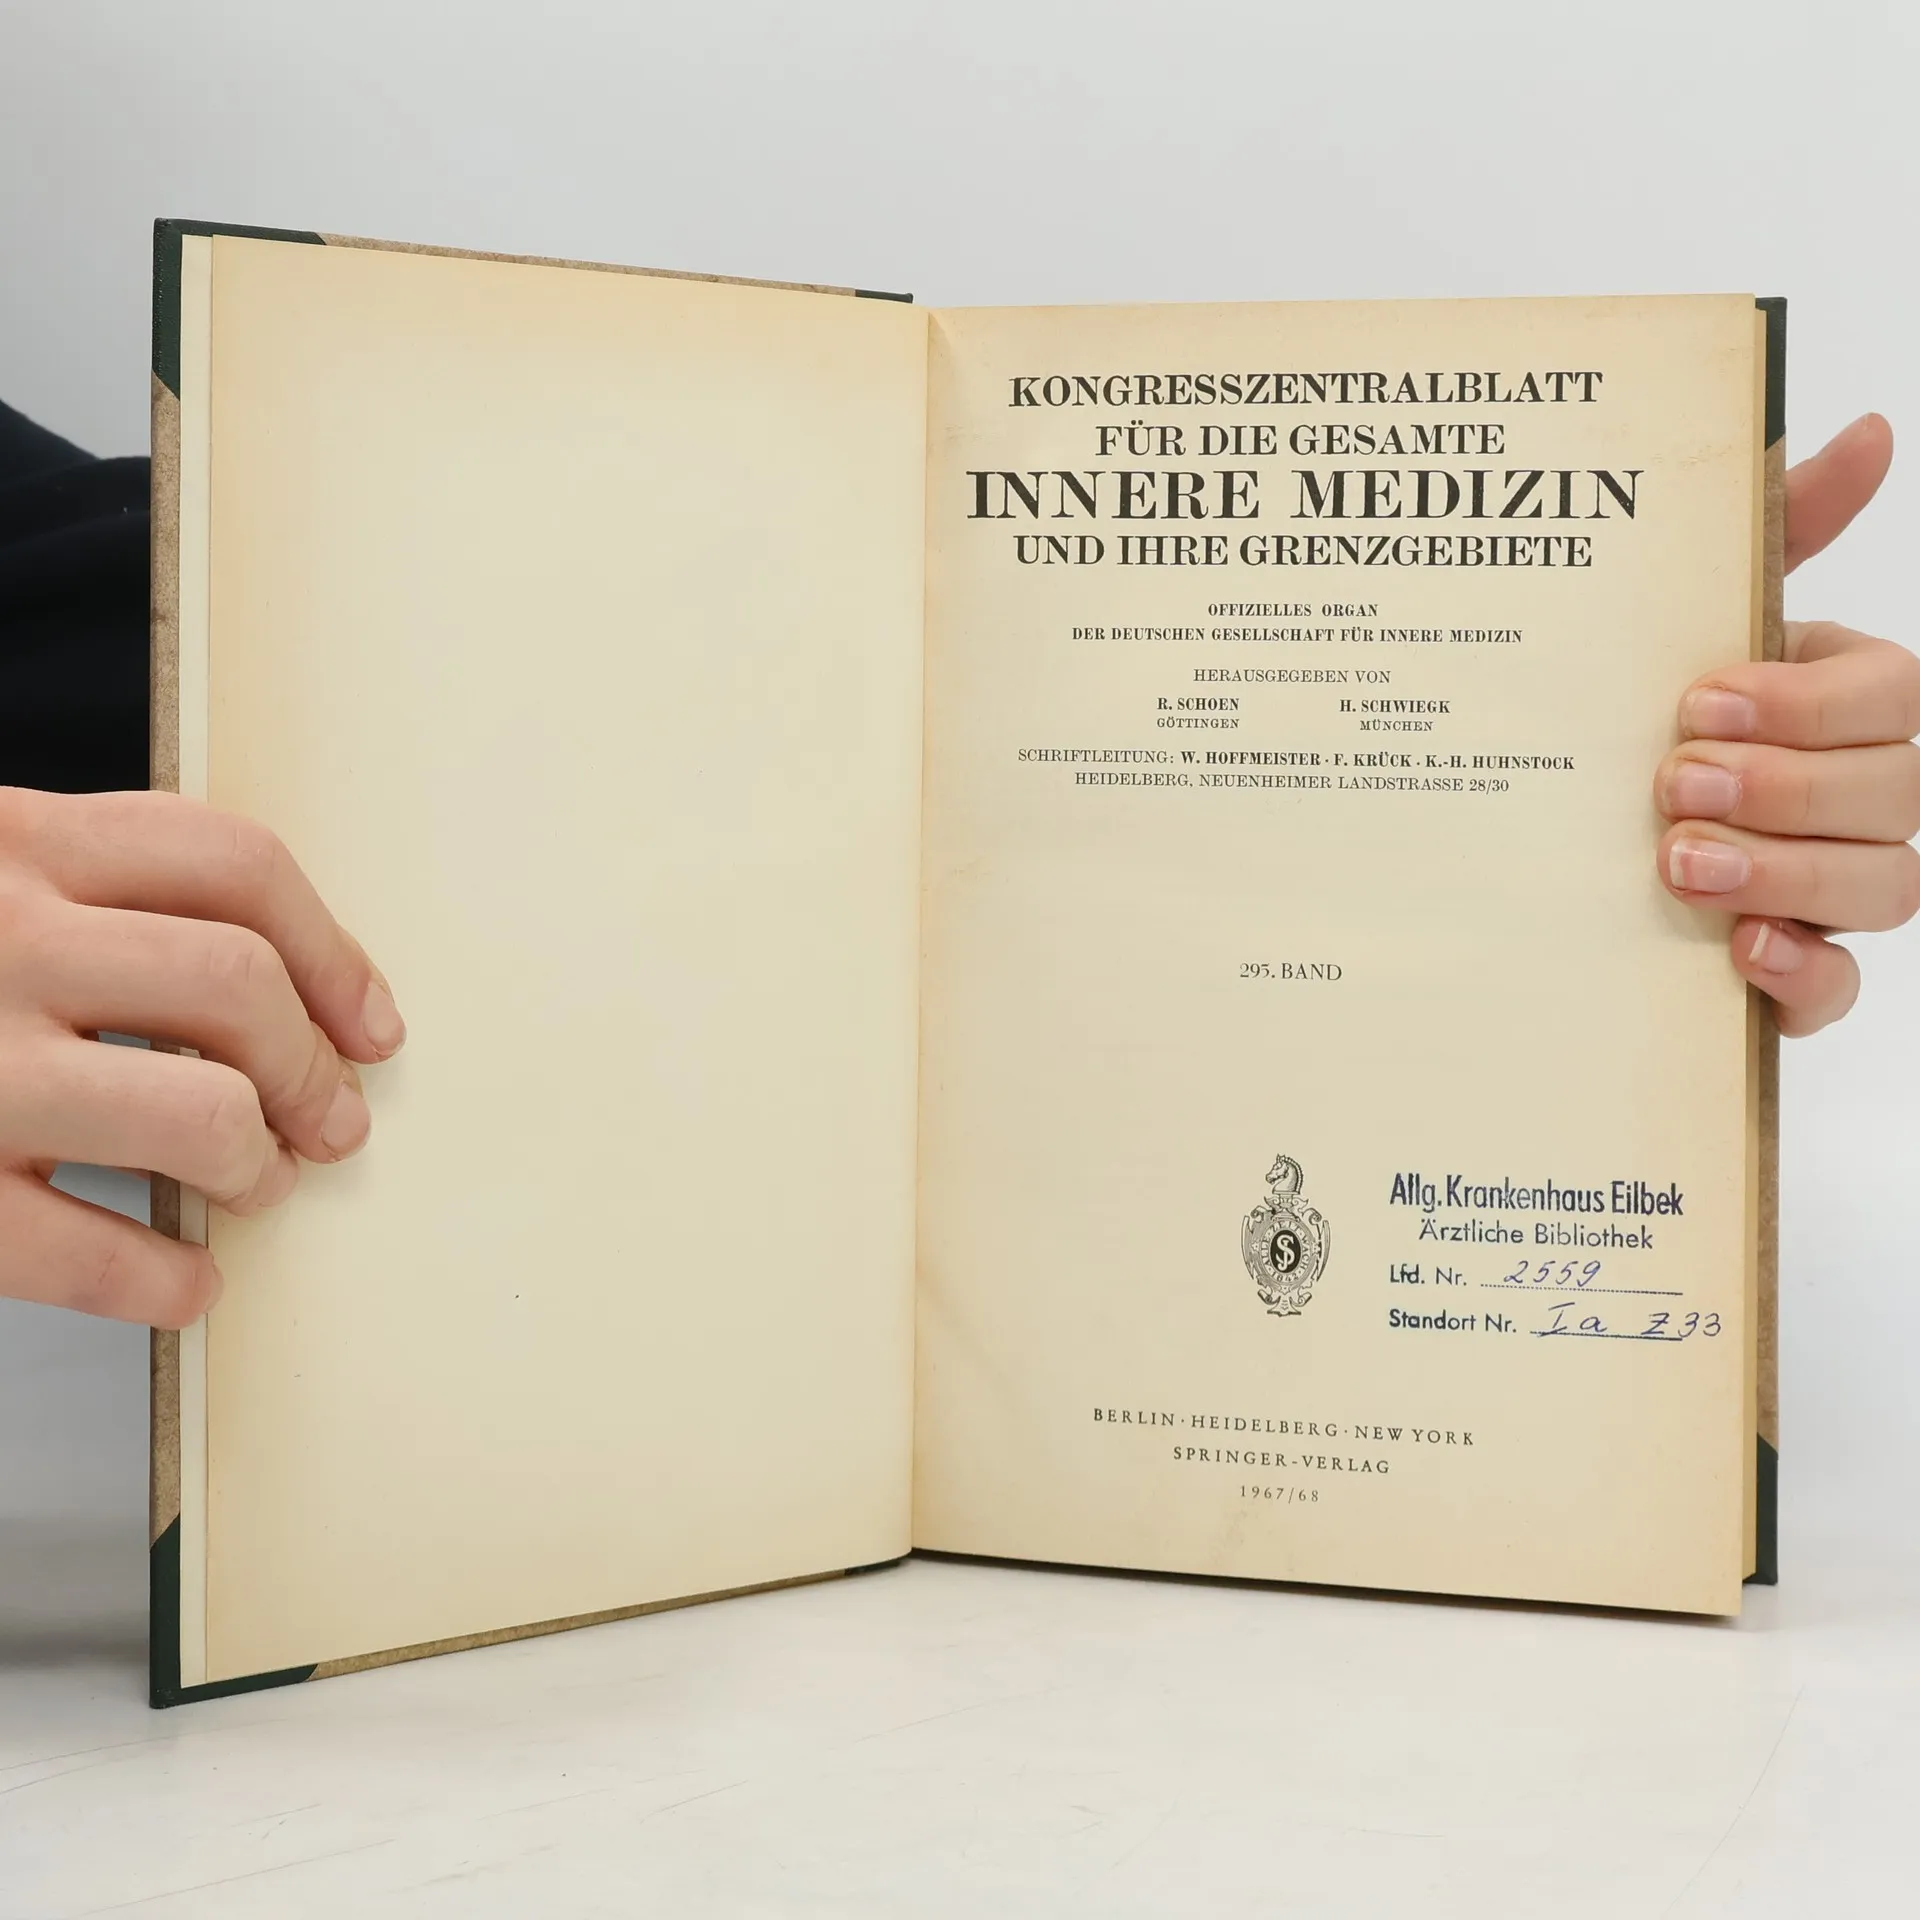 KONGRESSZENTRALBLATT
FÜR DIE GESAMTE
INNERE MEDIZIN
UND IHRE GRENZGEBIETE
OFFIZIELLES ORGAN
DER DEUTSCHEN GESELLSCHAFT FÜR INNERE MEDIZIN
HERAUSGEGEBEN VON
R. SCHOEN H. SCHWIEGK
GÖTTINGEN MÜNCHEN
SCHRIFTLEITUNG: W. HOFFMEISTER · F. KRÜCK · K.-H. HUHNSTOCK
HEIDELBERG, NEUENHEIMER LANDSTRASSE 28/30
295. BAND
Allg. Krankenhaus Eilbek
Ärztliche Bibliothek
Lfd. Nr. 2559
Standort Nr. Ia Z33
BERLIN · HEIDELBERG · NEW YORK
SPRINGER-VERLAG
1967/68